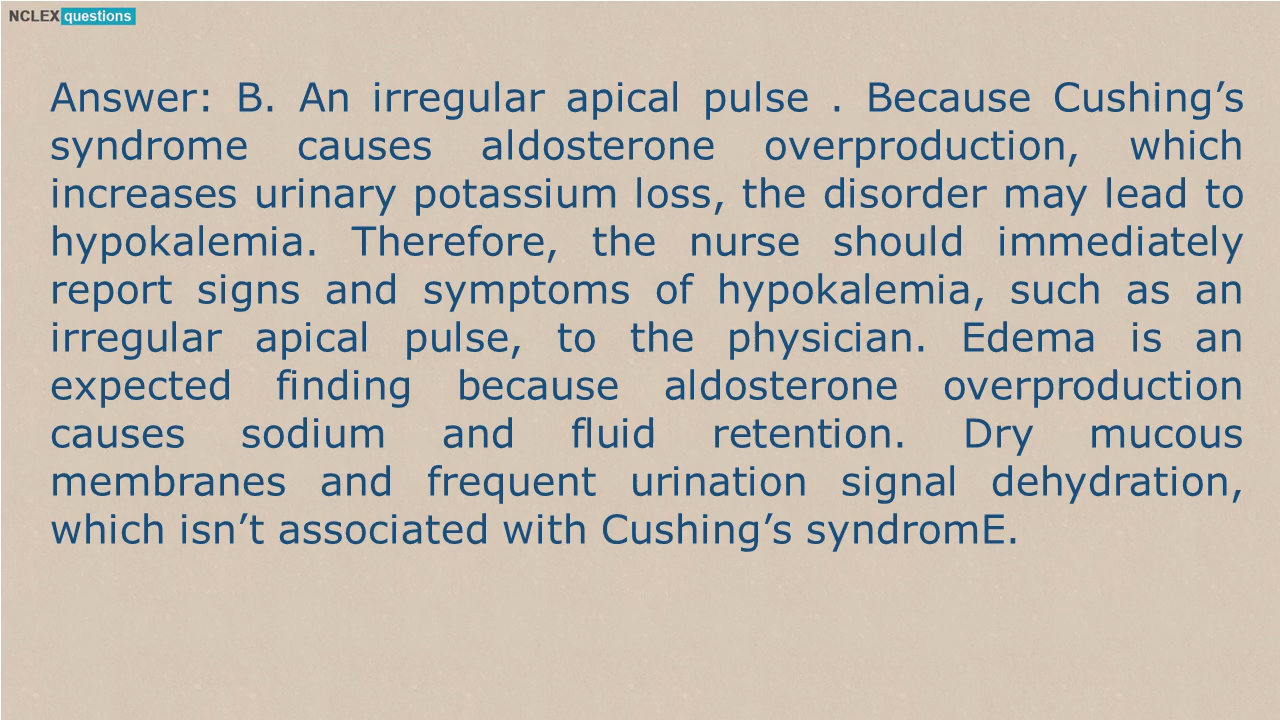 NCLEX questions
Answer: B. An irregular apical pulse . Because Cushing’s
syndrome causes aldosterone overproduction, which
increases urinary potassium loss, the disorder may lead to
hypokalemia. Therefore, the nurse should immediately
report signs and symptoms of hypokalemia, such as an
irregular apical pulse, to the physician. Edema is an
expected finding because aldosterone overproduction
causes sodium and fluid retention. Dry mucous
membranes and frequent urination signal dehydration,
which isn’t associated with Cushing’s syndromE.